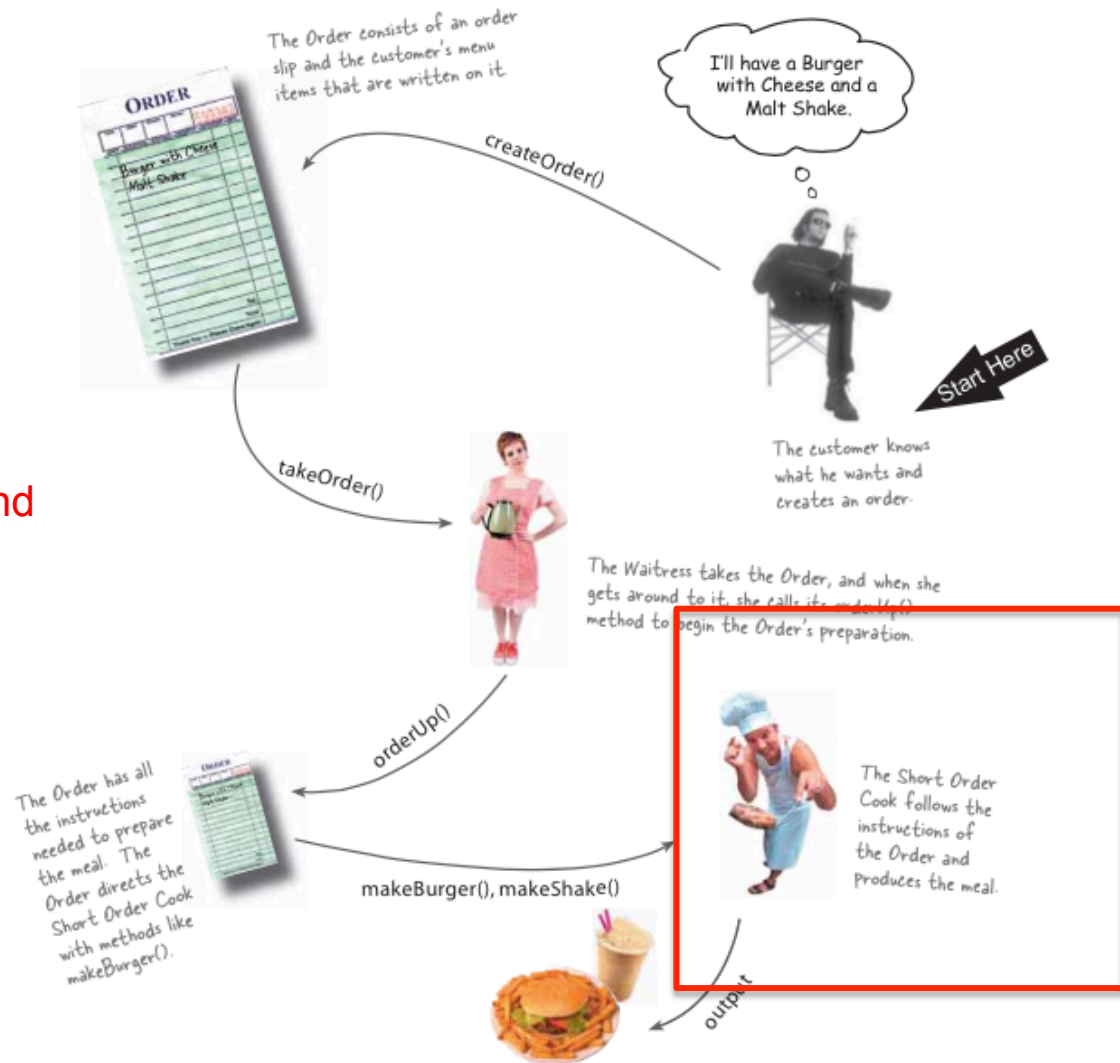 The Order consists of an order
slip and the customer's menu
items that are written on it.
I'll have a Burger
with Cheese and a
Malt Shake.
ORDER
Burger with Cheese
Malt Shake
createOrder()
Start Here
The customer knows
what he wants and
creates an order.
takeOrder()
nd
The Waitress takes the Order, and when she
gets around to it, she calls its orderUp()
method to begin the Order's preparation.
orderUp()
The Order has all
the instructions
needed to prepare
the meal. The
Order directs the
Short Order Cook
with methods like
makeBurger().
ORDER
Burger with Cheese
Malt Shake
makeBurger(), makeShake()
The Short Order
Cook follows the
instructions of
the Order and
produces the meal.
output